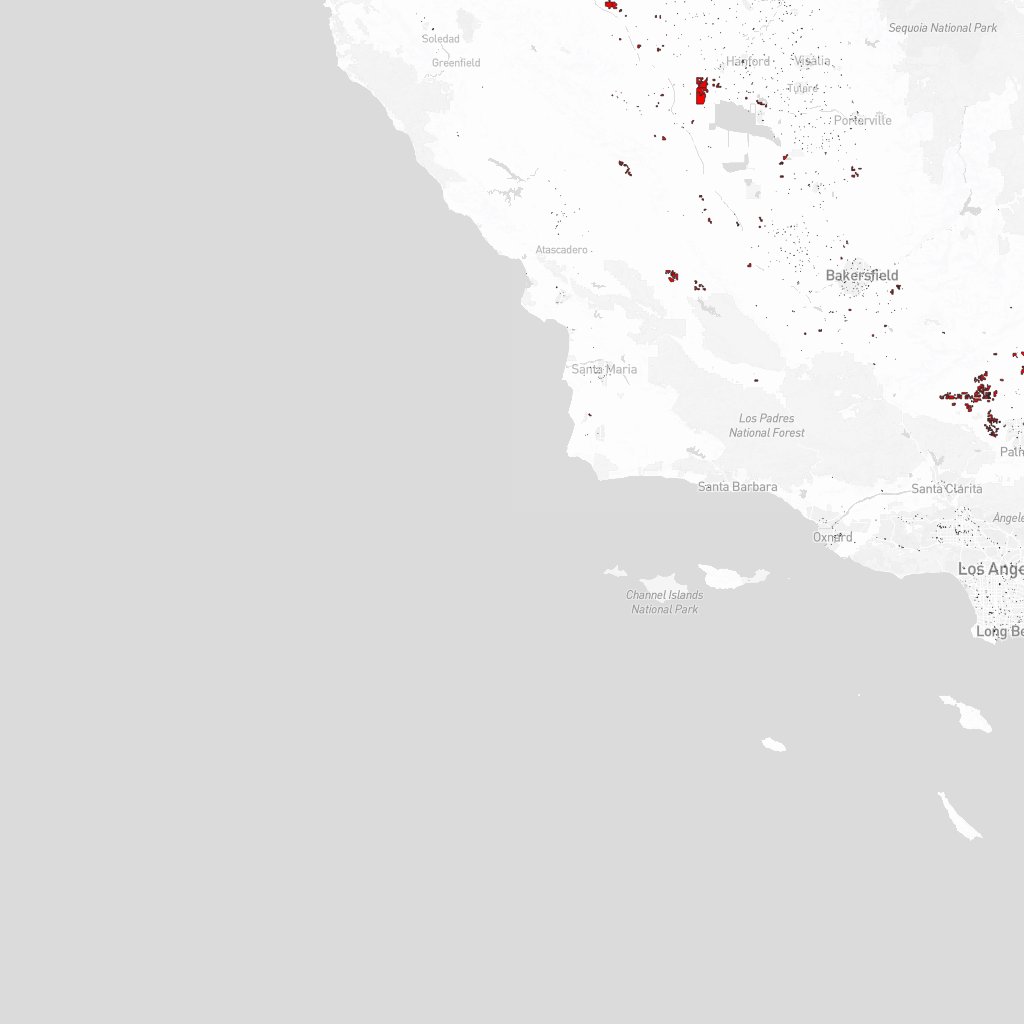 Sequoia National Park
Soledad
Greenfield
Hanford
Visalia
Tulare
Porterville
Atascadero
Bakersfield
Santa Maria
Los Padres
National Forest
Palm
Santa Barbara
Santa Clarita
Angele
Oxnard
Los Ange
Channel Islands
National Park
Long Be